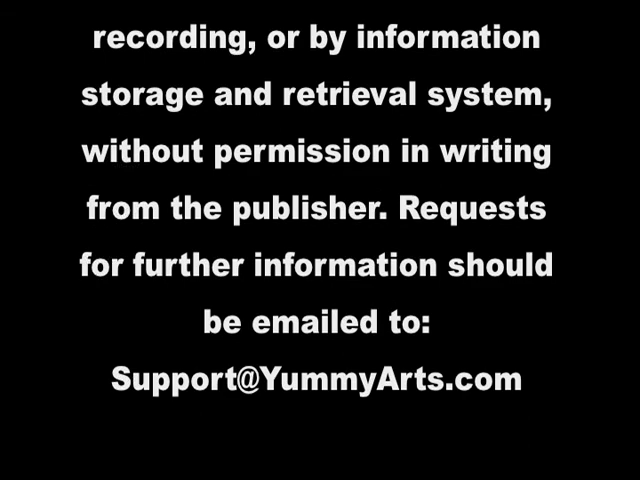 recording, or by information
storage and retrieval system,
without permission in writing
from the publisher. Requests
for further information should
be emailed to:
Support@YummyArts.com